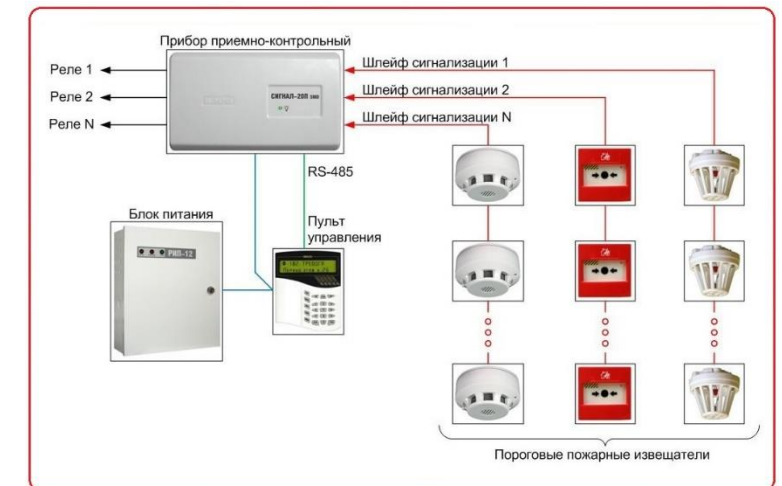 Прибор приемно-контрольный
Реле 1
Реле 2
Реле N
СИГНАЛ-20П SMD
Шлейф сигнализации 1
Шлейф сигнализации 2
Шлейф сигнализации N
RS-485
Блок питания
РИП-12
Пульт
управления
Пороговые пожарные извещатели